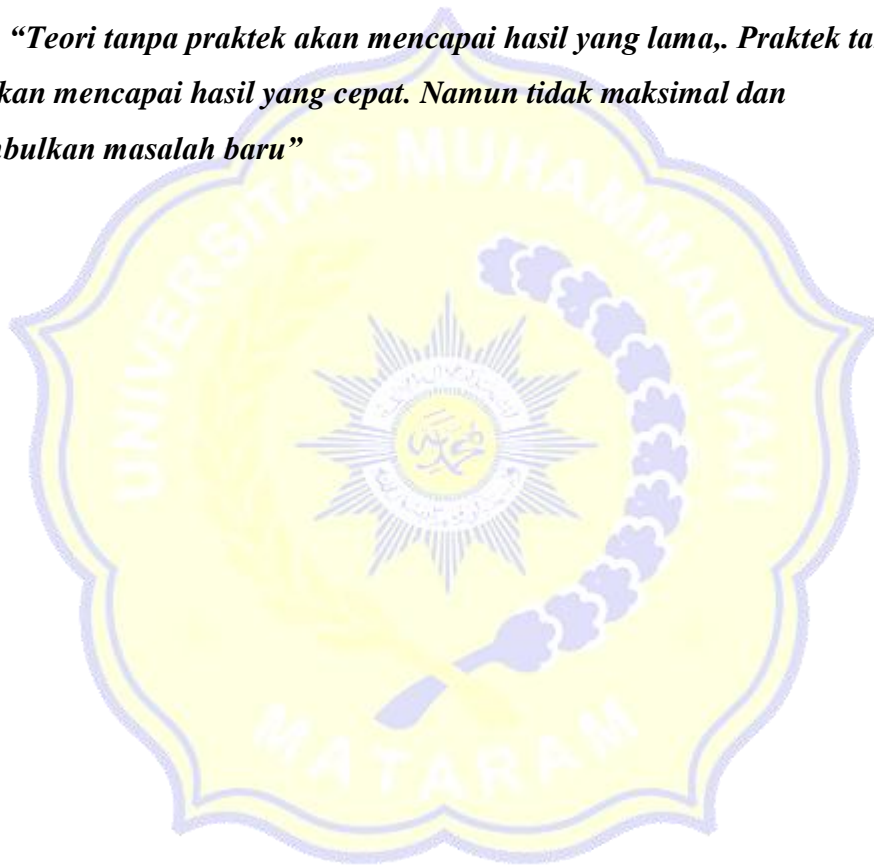 “Teori tanpa praktek akan mencapai hasil yang lama,. Praktek ta
kan mencapai hasil yang cepat. Namun tidak maksimal dan
bulkan masalah baru”
UNIVERSITAS MUHAMMADIYAH
MATARAM